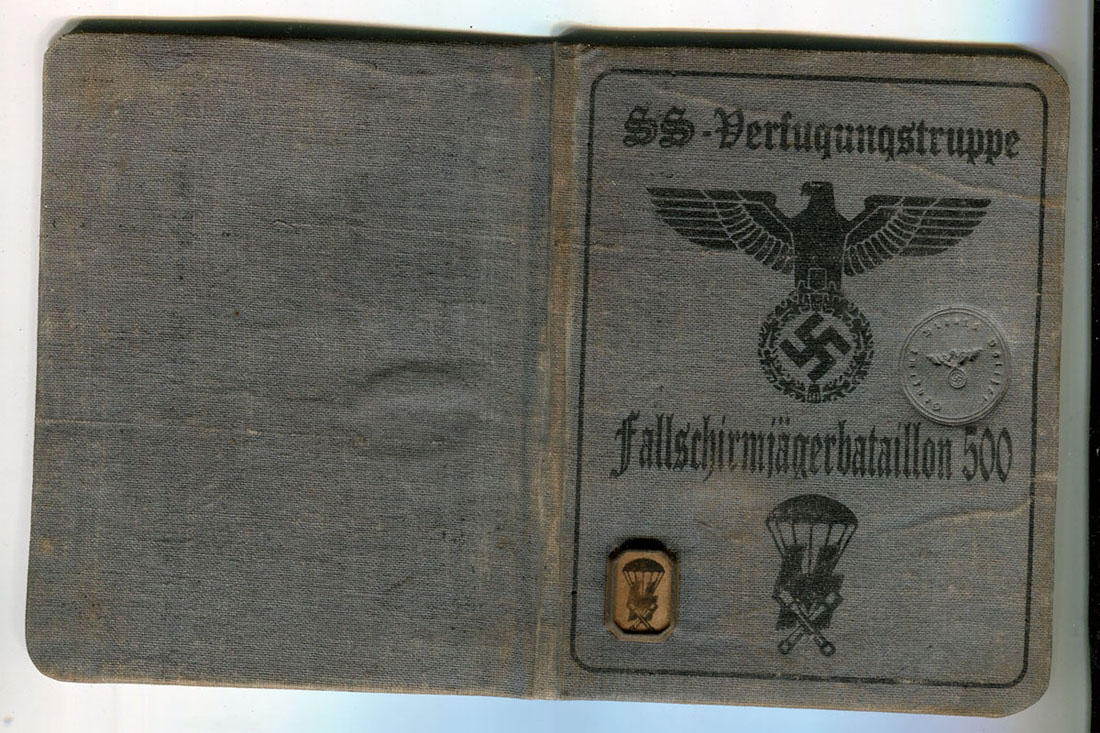 SS-Verfugungstruppe
Fallschirmjägerbataillon 500